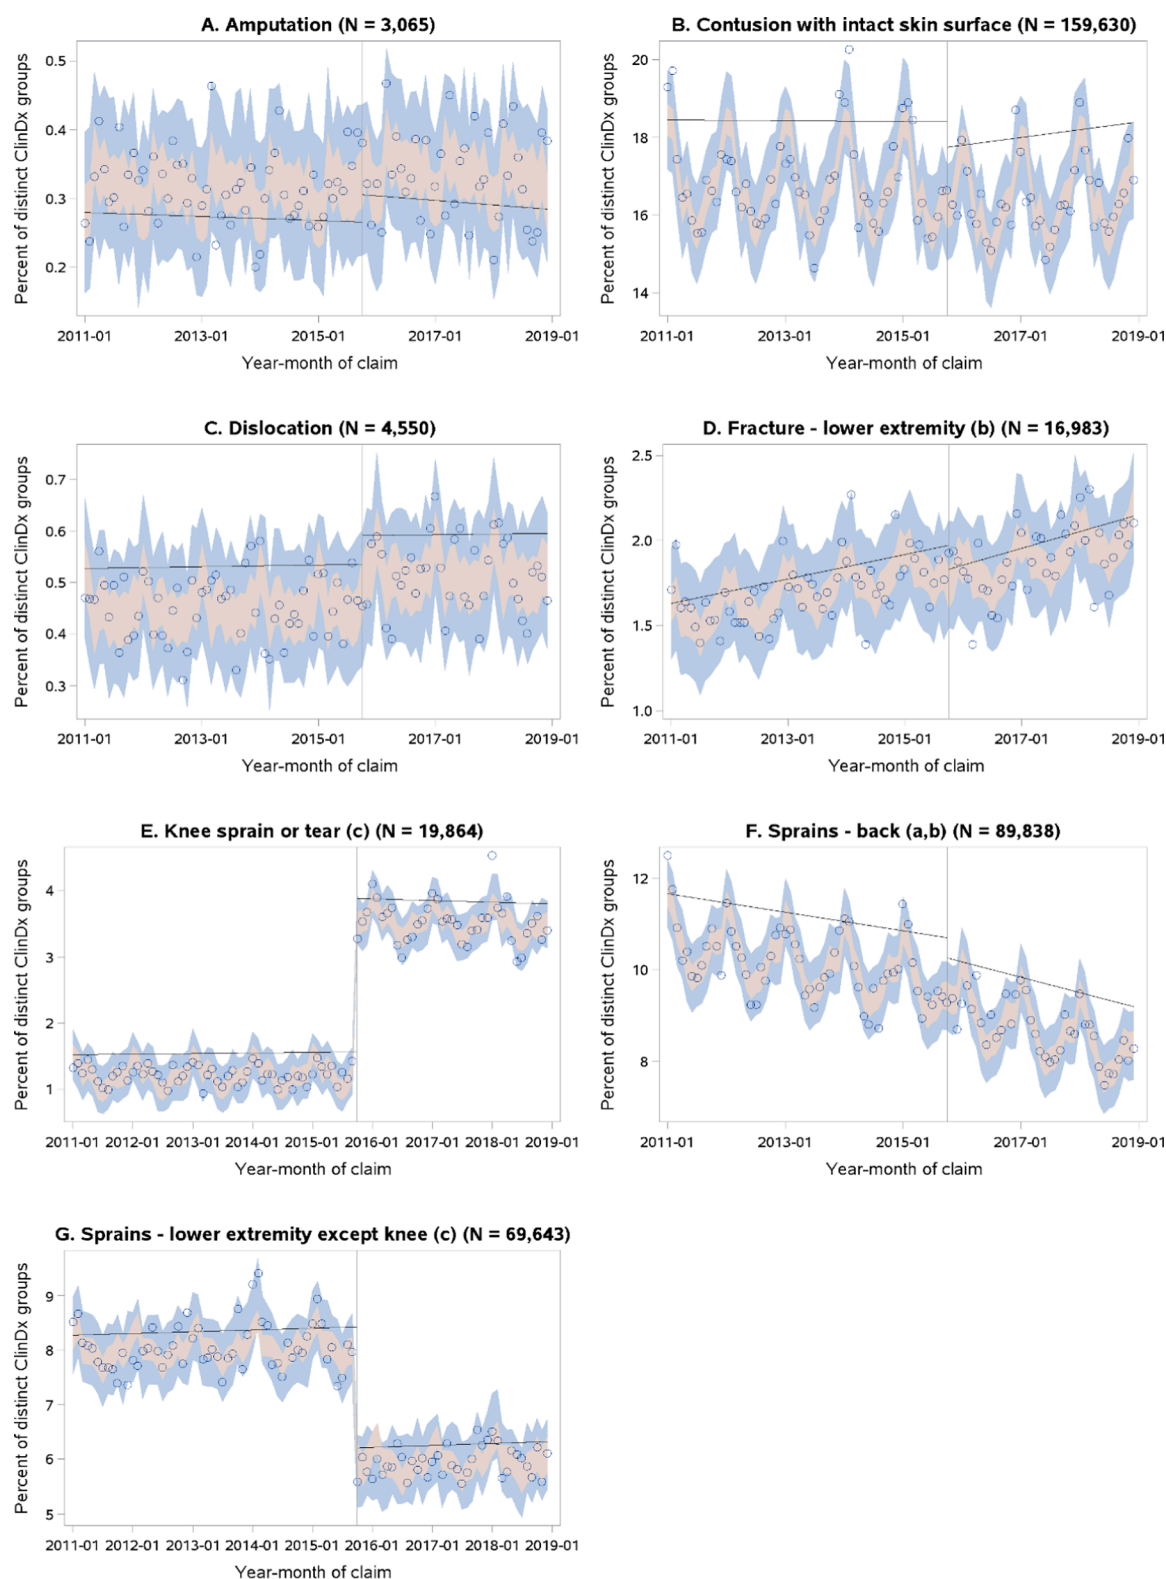 A. Amputation (N = 3,065)
Percent of distinct ClinDx groups
0.5
0.4
0.3
0.2
2011-01 2013-01 2015-01 2017-01 2019-01
Year-month of claim
B. Contusion with intact skin surface (N = 159,630)
Percent of distinct ClinDx groups
20
18
16
14
2011-01 2013-01 2015-01 2017-01 2019-01
Year-month of claim
C. Dislocation (N = 4,550)
Percent of distinct ClinDx groups
0.7
0.6
0.5
0.4
0.3
2011-01 2013-01 2015-01 2017-01 2019-01
Year-month of claim
D. Fracture - lower extremity (b) (N = 16,983)
Percent of distinct ClinDx groups
2.5
2.0
1.5
1.0
2011-01 2013-01 2015-01 2017-01 2019-01
Year-month of claim
E. Knee sprain or tear (c) (N = 19,864)
Percent of distinct ClinDx groups
4
3
2
1
2011-01 2012-01 2013-01 2014-01 2015-01 2016-01 2017-01 2018-01 2019-01
Year-month of claim
F. Sprains - back (a,b) (N = 89,838)
Percent of distinct ClinDx groups
12
10
8
2011-01 2013-01 2015-01 2017-01 2019-01
Year-month of claim
G. Sprains - lower extremity except knee (c) (N = 69,643)
Percent of distinct ClinDx groups
9
8
7
6
5
2011-01 2012-01 2013-01 2014-01 2015-01 2016-01 2017-01 2018-01 2019-01
Year-month of claim